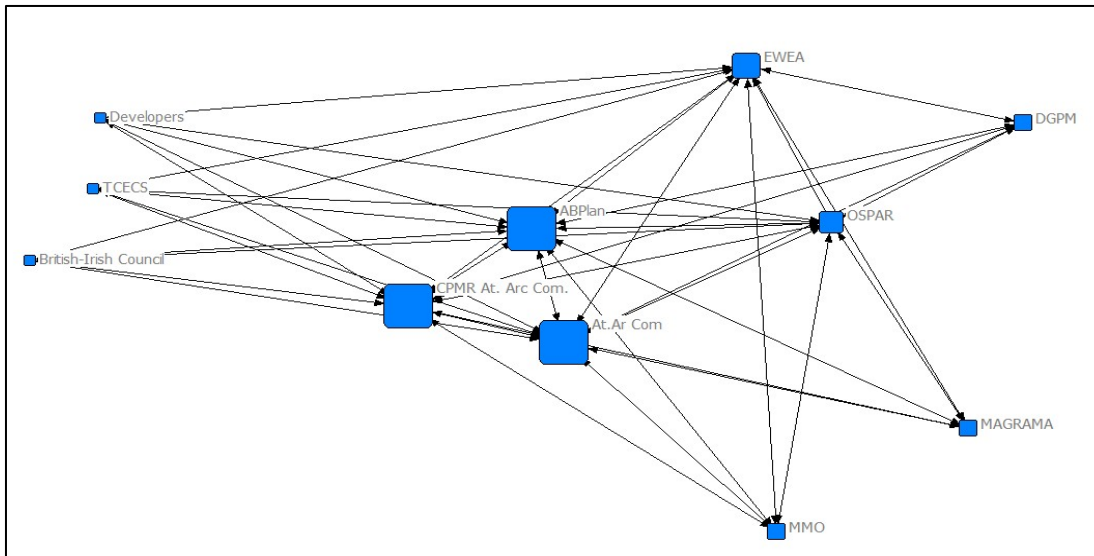 EWEA
Developers
DGPM
TCECS
ABPlan
OSPAR
British-Irish Council
CPMR At. Arc Com.
At.Ar Com
MAGRAMA
MMO